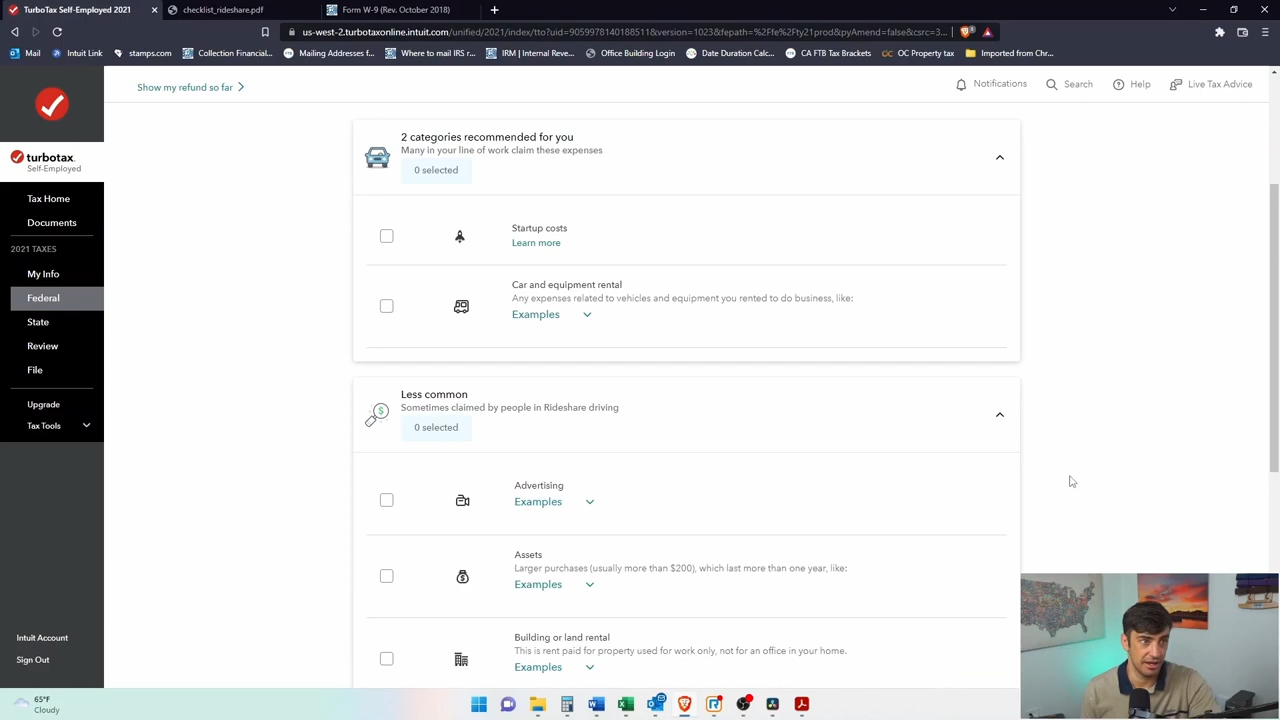 TurboTax Self-Employed 2021
checklist_rideshare.pdf
Form W-9 (Rev. October 2018)
us-west-2.turbotaxonline.intuit.com/unified/2021/index/tto?uid=9059978140188511&version=1023&fepath=%2Ffe%2Fty21prod&pyAmend=false&csrc=3...
Mail
Intuit Link
stamps.com
Collection Financial...
Mailing Addresses f...
Where to mail IRS r...
IRM | Internal Reve...
Office Building Login
Date Duration Calc...
CA FTB Tax Brackets
OC Property tax
Imported from Chr...
Show my refund so far
Notifications
Search
Help
Live Tax Advice
turbotax
Self-Employed
Tax Home
Documents
2021 TAXES
My Info
Federal
State
Review
File
Upgrade
Tax Tools
Intuit Account
Sign Out
2 categories recommended for you
Many in your line of work claim these expenses
0 selected
Startup costs
Learn more
Car and equipment rental
Any expenses related to vehicles and equipment you rented to do business, like:
Examples
Less common
Sometimes claimed by people in Rideshare driving
0 selected
Advertising
Examples
Assets
Larger purchases (usually more than $200), which last more than one year, like:
Examples
Building or land rental
This is rent paid for property used for work only, not for an office in your home.
Examples
65°F
Cloudy